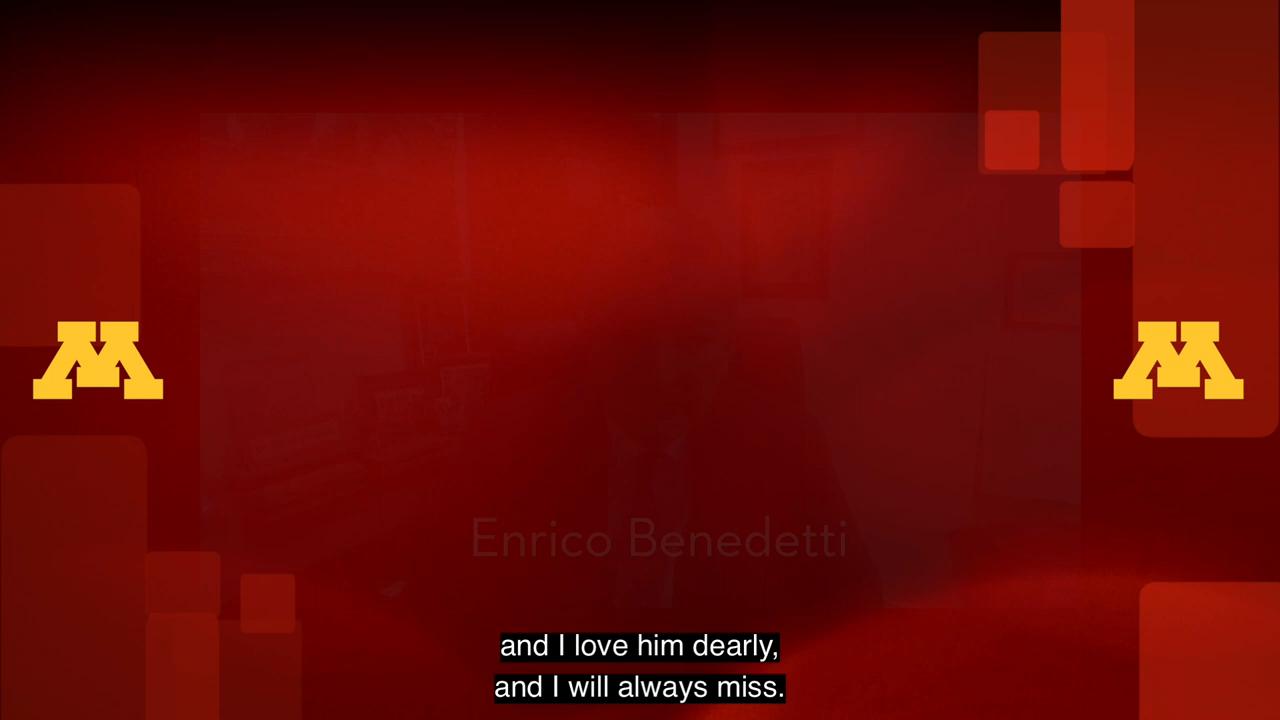 M M
Enrico Benedetti
and I love him dearly,
and I will always miss.